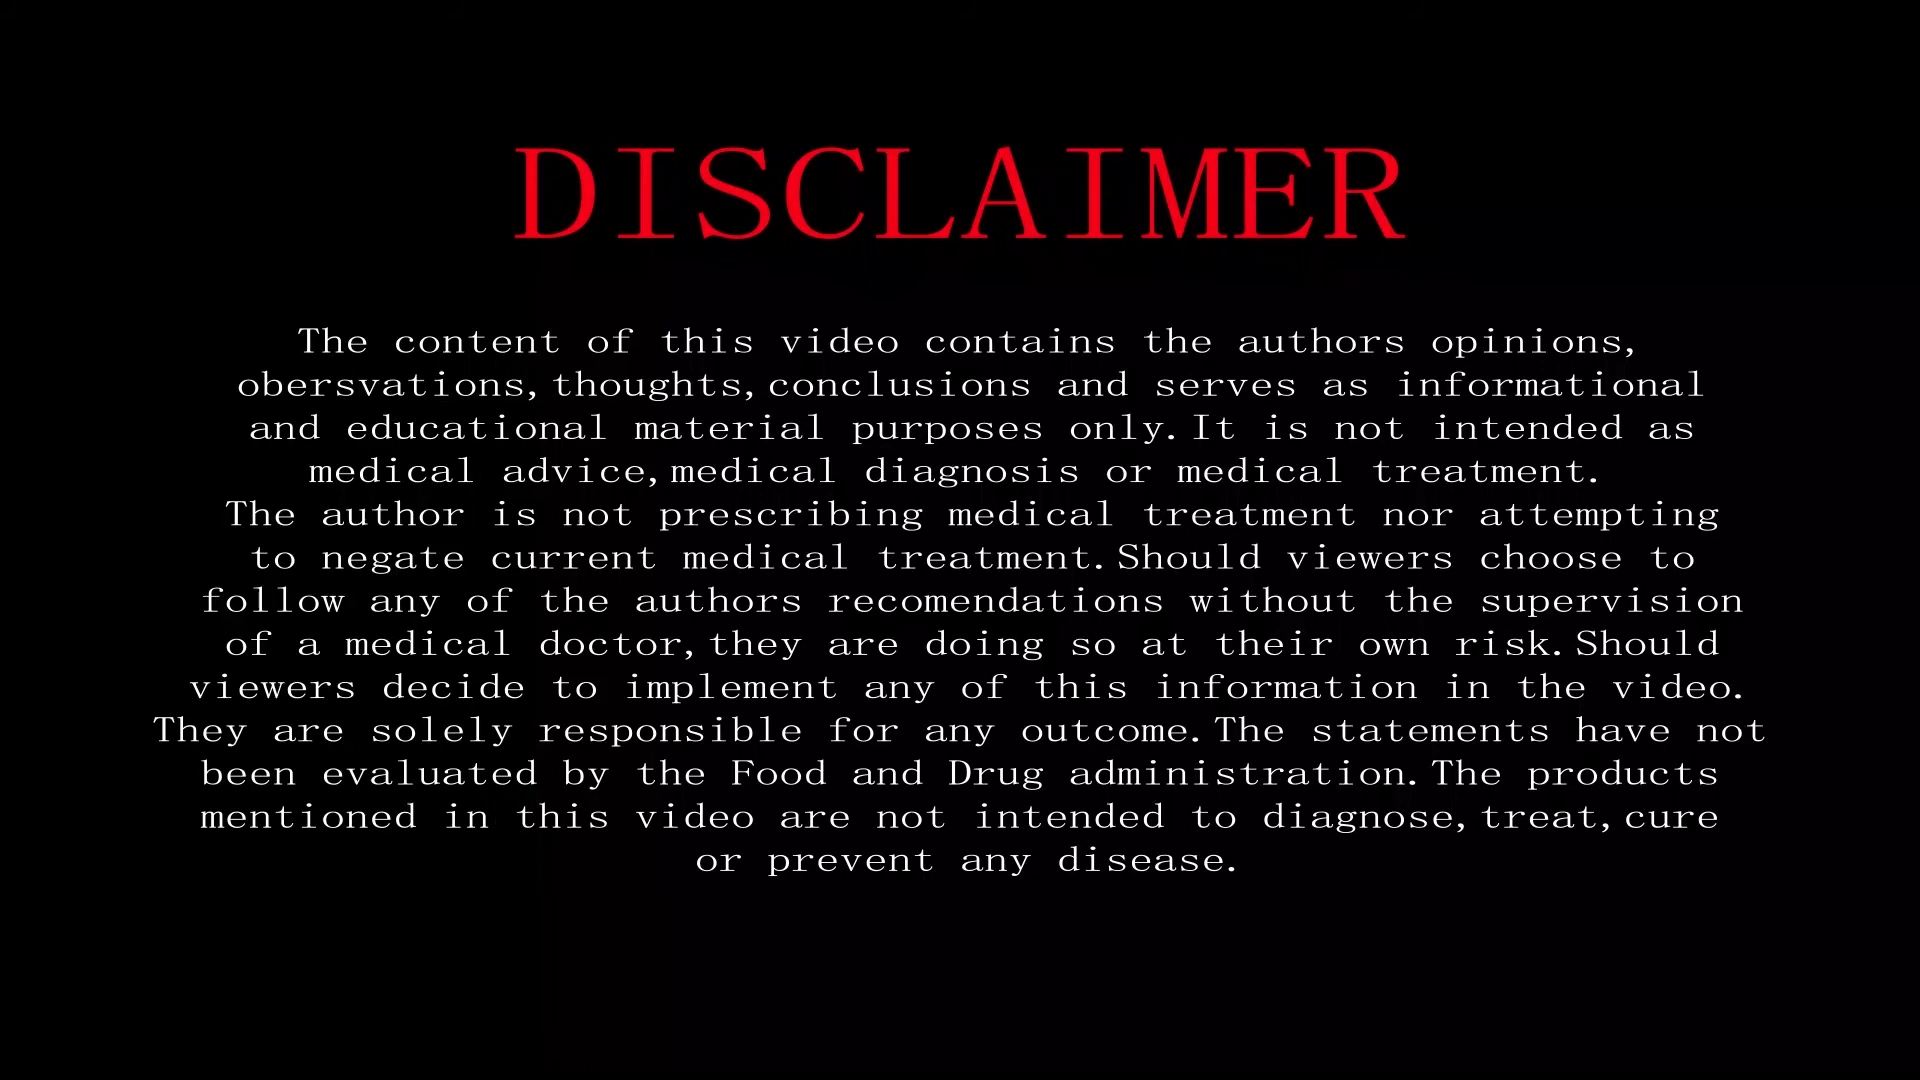 DISCLAIMER
The content of this video contains the authors opinions,
obersvations,thoughts,conclusions and serves as informational
and educational material purposes only.It is not intended as
medical advice,medical diagnosis or medical treatment.
The author is not prescribing medical treatment nor attempting
to negate current medical treatment.Should viewers choose to
follow any of the authors recomendations without the supervision
of a medical doctor,they are doing so at their own risk.Should
viewers decide to implement any of this information in the video.
They are solely responsible for any outcome.The statements have not
been evaluated by the Food and Drug administration.The products
mentioned in this video are not intended to diagnose,treat,cure
or prevent any disease.